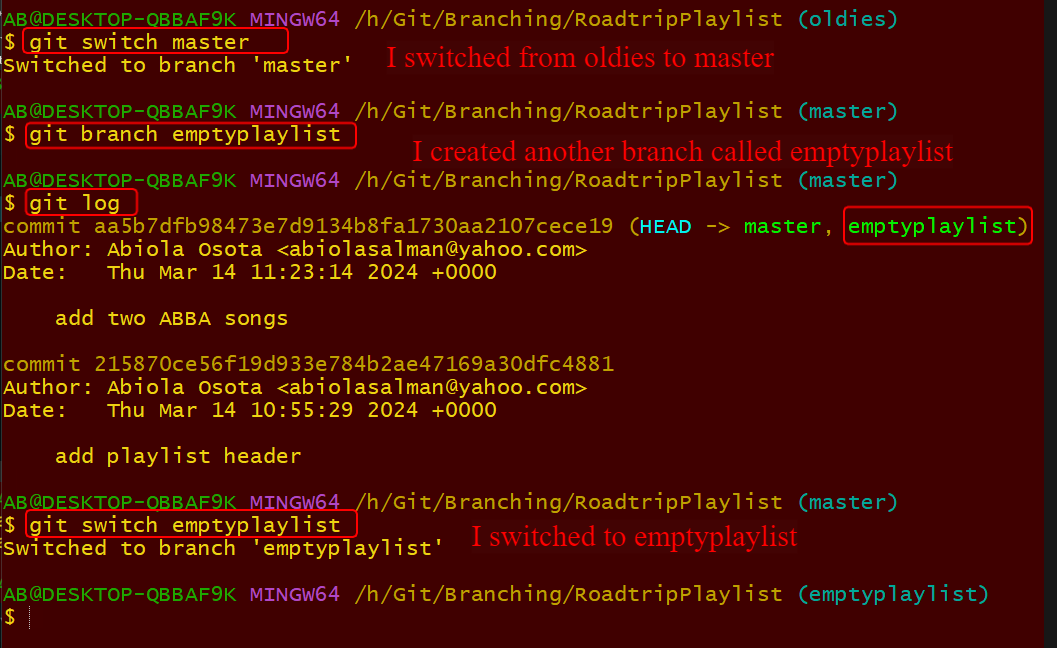 AB@DESKTOP-QBBAF9K MINGW64 /h/Git/Branching/RoadtripPlaylist (oldies)
$ git switch master
Switched to branch 'master'
I switched from oldies to master
AB@DESKTOP-QBBAF9K MINGW64 /h/Git/Branching/RoadtripPlaylist (master)
$ git branch emptyplaylist
I created another branch called emptyplaylist
AB@DESKTOP-QBBAF9K MINGW64 /h/Git/Branching/RoadtripPlaylist (master)
$ git log
commit aa5b7dfb98473e7d9134b8fa1730aa2107cece19 (HEAD -> master, emptyplaylist)
Author: Abiola Osota <abiolasalman@yahoo.com>
Date:   Thu Mar 14 11:23:14 2024 +0000
add two ABBA songs
commit 215870ce56f19d933e784b2ae47169a30dfc4881
Author: Abiola Osota <abiolasalman@yahoo.com>
Date:   Thu Mar 14 10:55:29 2024 +0000
add playlist header
AB@DESKTOP-QBBAF9K MINGW64 /h/Git/Branching/RoadtripPlaylist (master)
$ git switch emptyplaylist
Switched to branch 'emptyplaylist'
I switched to emptyplaylist
AB@DESKTOP-QBBAF9K MINGW64 /h/Git/Branching/RoadtripPlaylist (emptyplaylist)
$